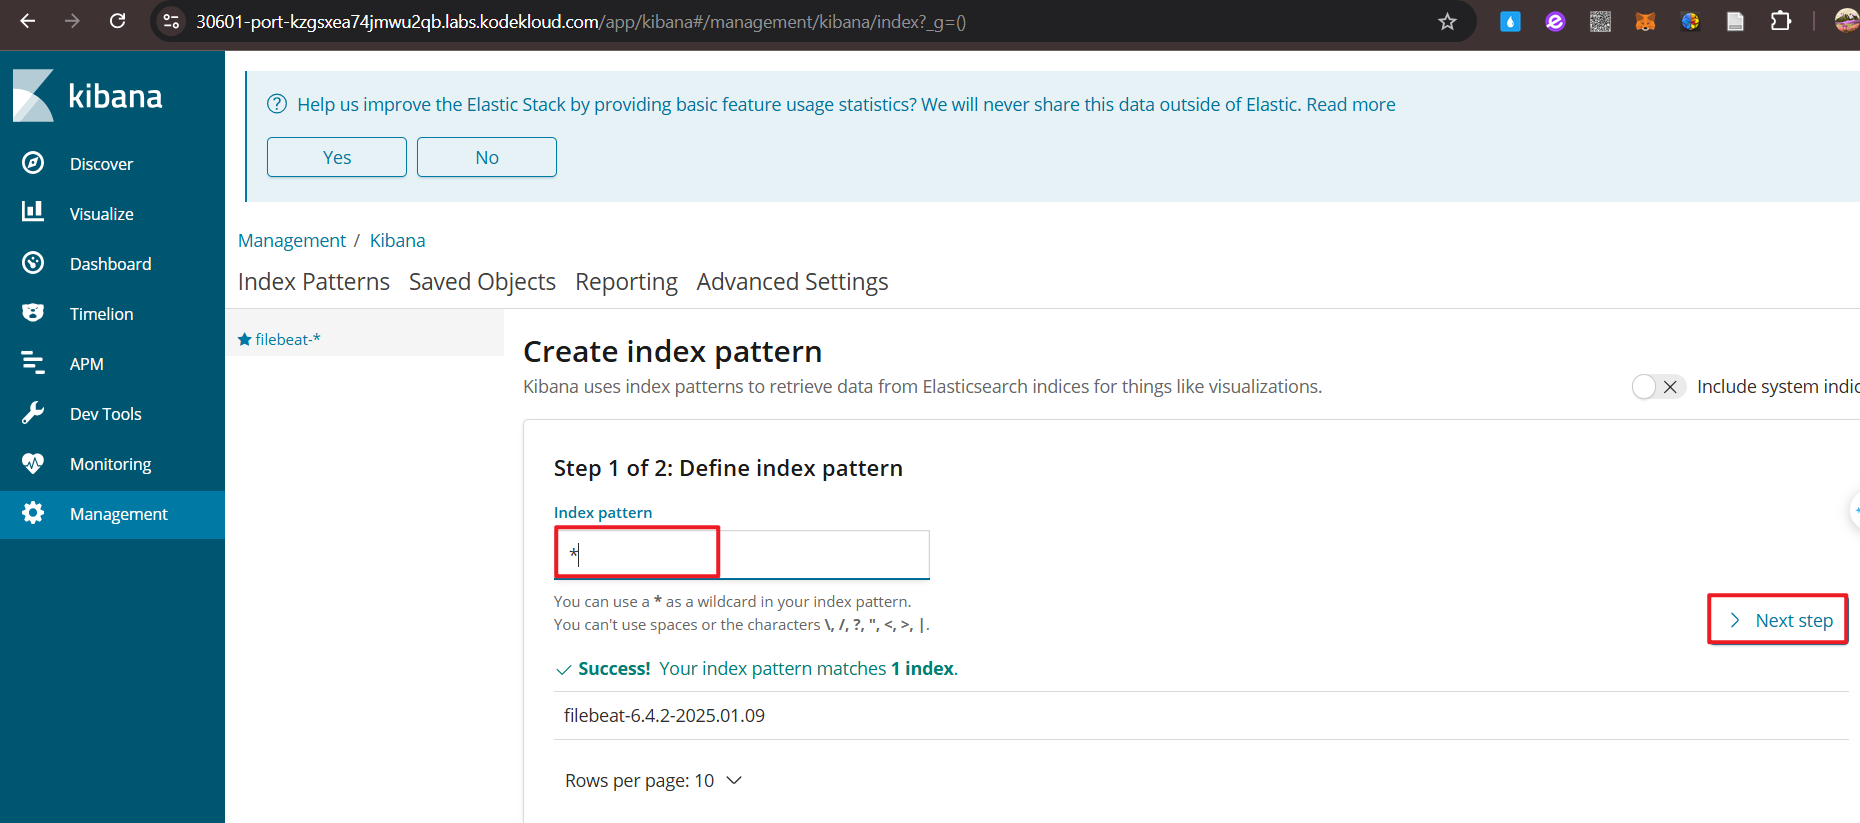 30601-port-kzgsxea74jmwu2qb.labs.kodekloud.com/app/kibana#/management/kibana/index?_g=()
kibana
Discover
Visualize
Dashboard
Timelion
APM
Dev Tools
Monitoring
Management
Help us improve the Elastic Stack by providing basic feature usage statistics? We will never share this data outside of Elastic. Read more
Yes
No
Management / Kibana
Index Patterns Saved Objects Reporting Advanced Settings
filebeat-*
Create index pattern
Kibana uses index patterns to retrieve data from Elasticsearch indices for things like visualizations.
Include system indic
Step 1 of 2: Define index pattern
Index pattern
*
You can use a * as a wildcard in your index pattern.
You can't use spaces or the characters \, /, ?, ", <, >, |.
Next step
Success! Your index pattern matches 1 index.
filebeat-6.4.2-2025.01.09
Rows per page: 10